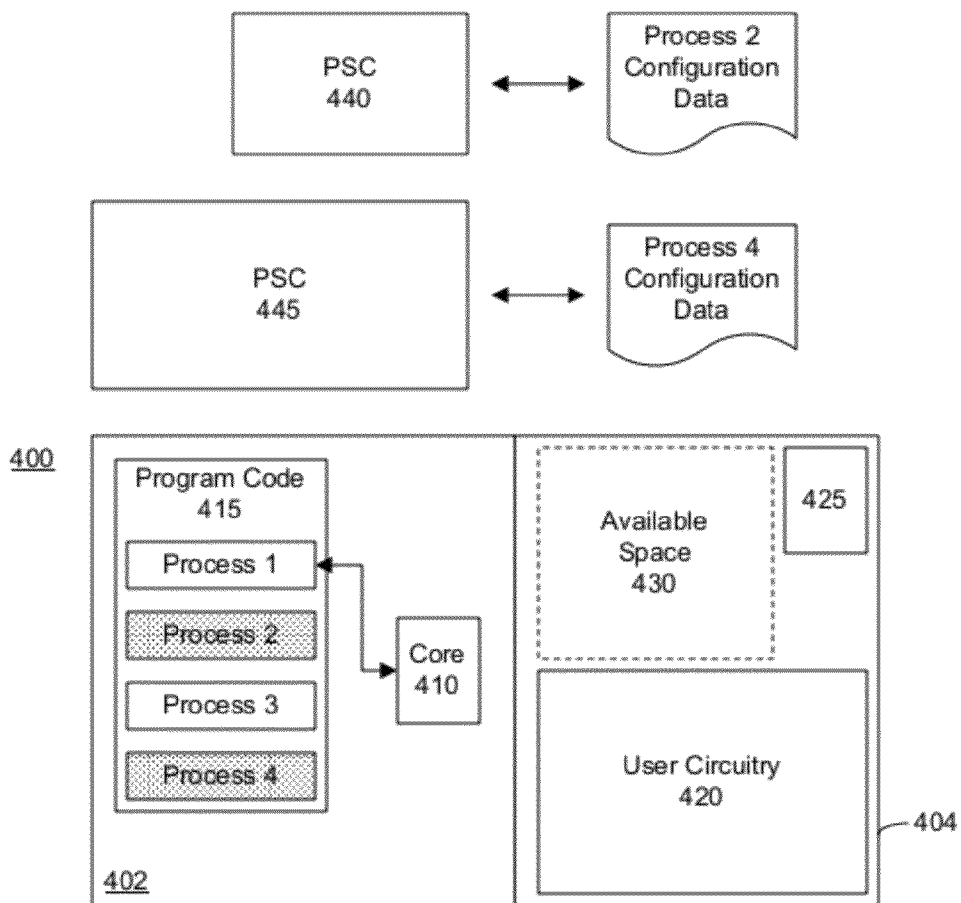 PSC
440
Process 2
Configuration
Data
PSC
445
Process 4
Configuration
Data
400
Program Code
415
Process 1
Process 2
Process 3
Process 4
Core
410
402
Available
Space
430
425
User Circuitry
420
404